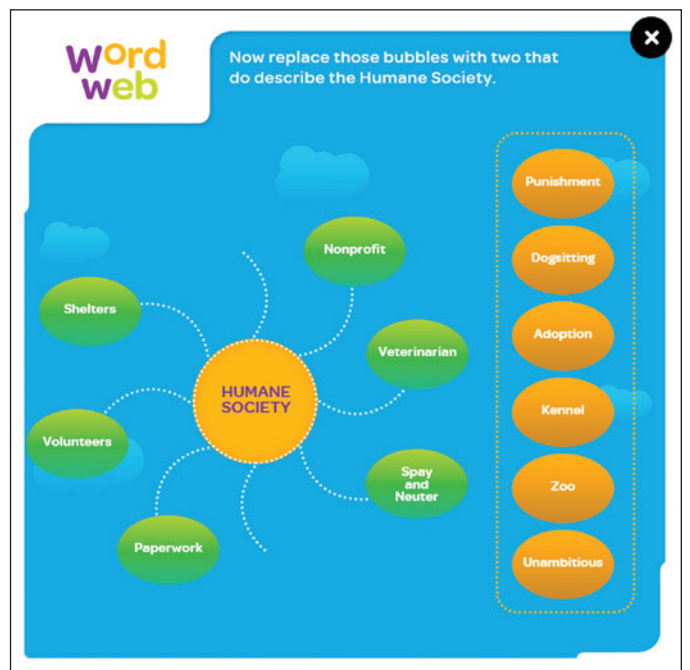 word
web
Now replace those bubbles with two that
do describe the Humane Society.
Nonprofit
Shelters
Veterinarian
HUMANE
SOCIETY
Volunteers
Spay
and
Neuter
Paperwork
Punishment
Dogsitting
Adoption
Kennel
Zoo
Unambitious